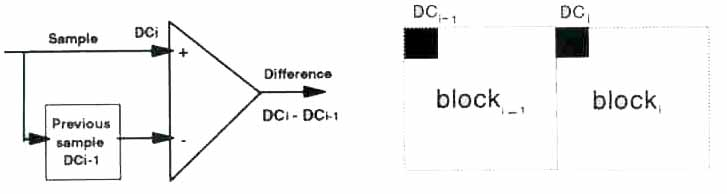 Sample
DCi
+
Difference
DCi - DCi-1
Previous
sample
DCi-1
-
DCi-1
DCi
blocki-1
blocki